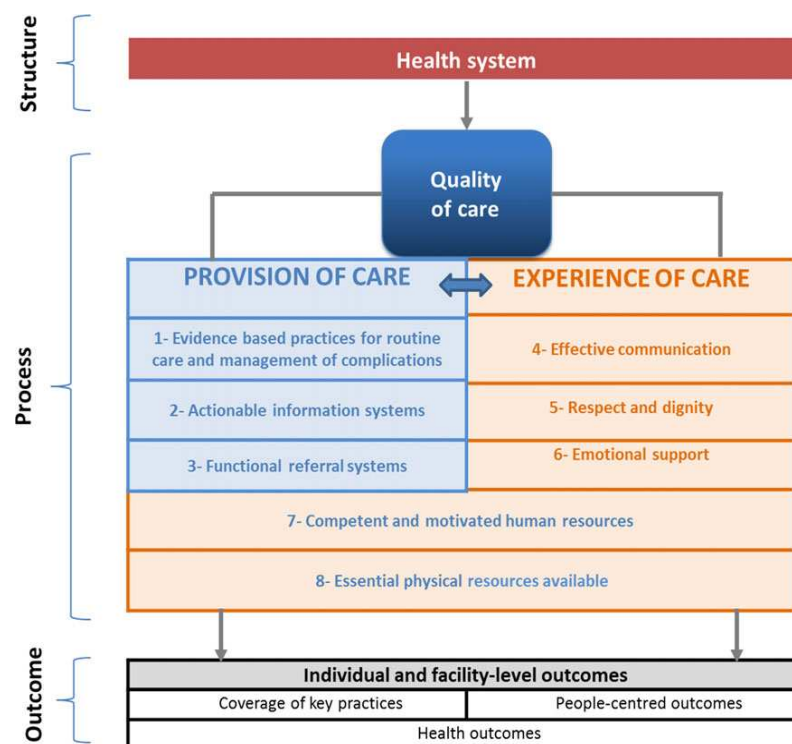 Structure
Health system
Quality
of care
Process
PROVISION OF CARE
EXPERIENCE OF CARE
1- Evidence based practices for routine
care and management of complications
4- Effective communication
2- Actionable information systems
5- Respect and dignity
3- Functional referral systems
6- Emotional support
7- Competent and motivated human resources
8- Essential physical resources available
Outcome
Individual and facility-level outcomes
Coverage of key practices
People-centred outcomes
Health outcomes